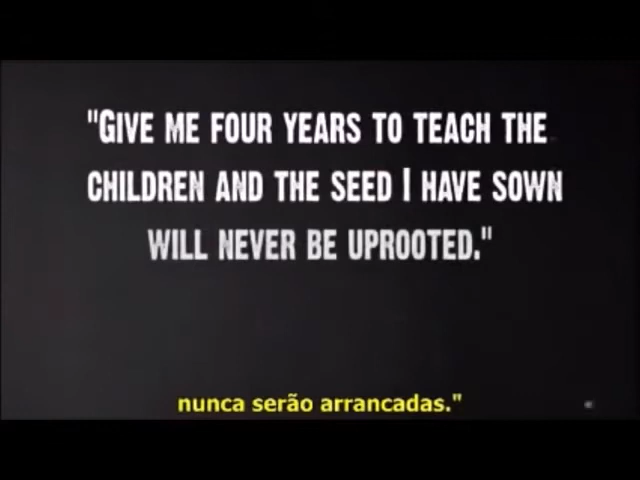 "GIVE ME FOUR YEARS TO TEACH THE
CHILDREN AND THE SEED I HAVE SOWN
WILL NEVER BE UPROOTED."
nunca serão arrancadas."